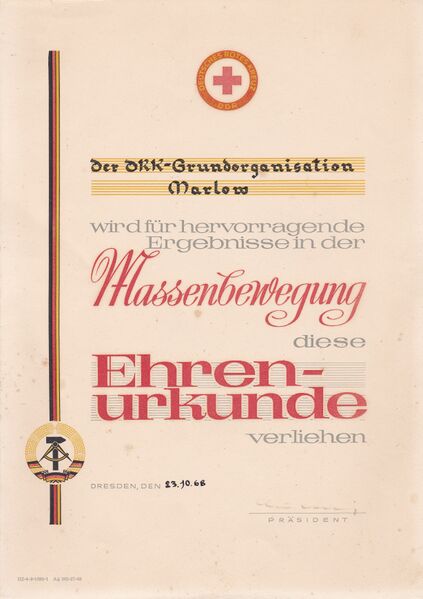 DEUTSCHES ROTES KREUZ
DDR
der DRK-Grundorganisation
Marlow
wird für hervorragende
Ergebnisse in der
Massenbewegung
diese
Ehren-
urkunde
verliehen
DRESDEN, DEN 23.10.68
PRÄSIDENT